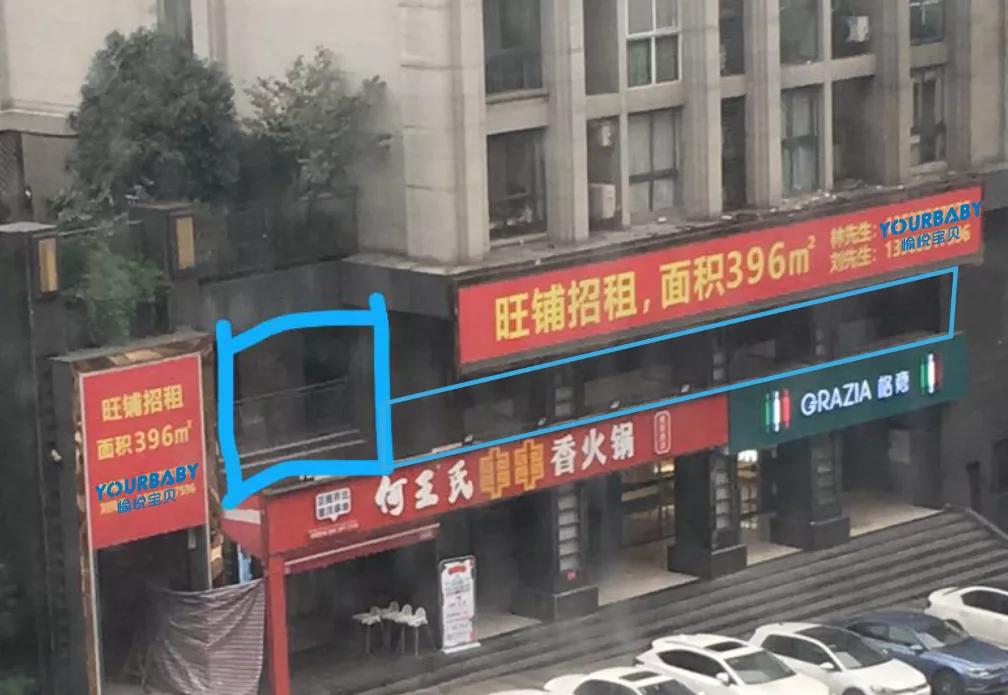 旺铺招租，面积396㎡
林先生：
刘先生：13
YOURBABY
愉悦宝贝
旺铺招租
面积396㎡
YOURBABY
愉悦宝贝
何王氏串串香火锅
GRAZIA 格意